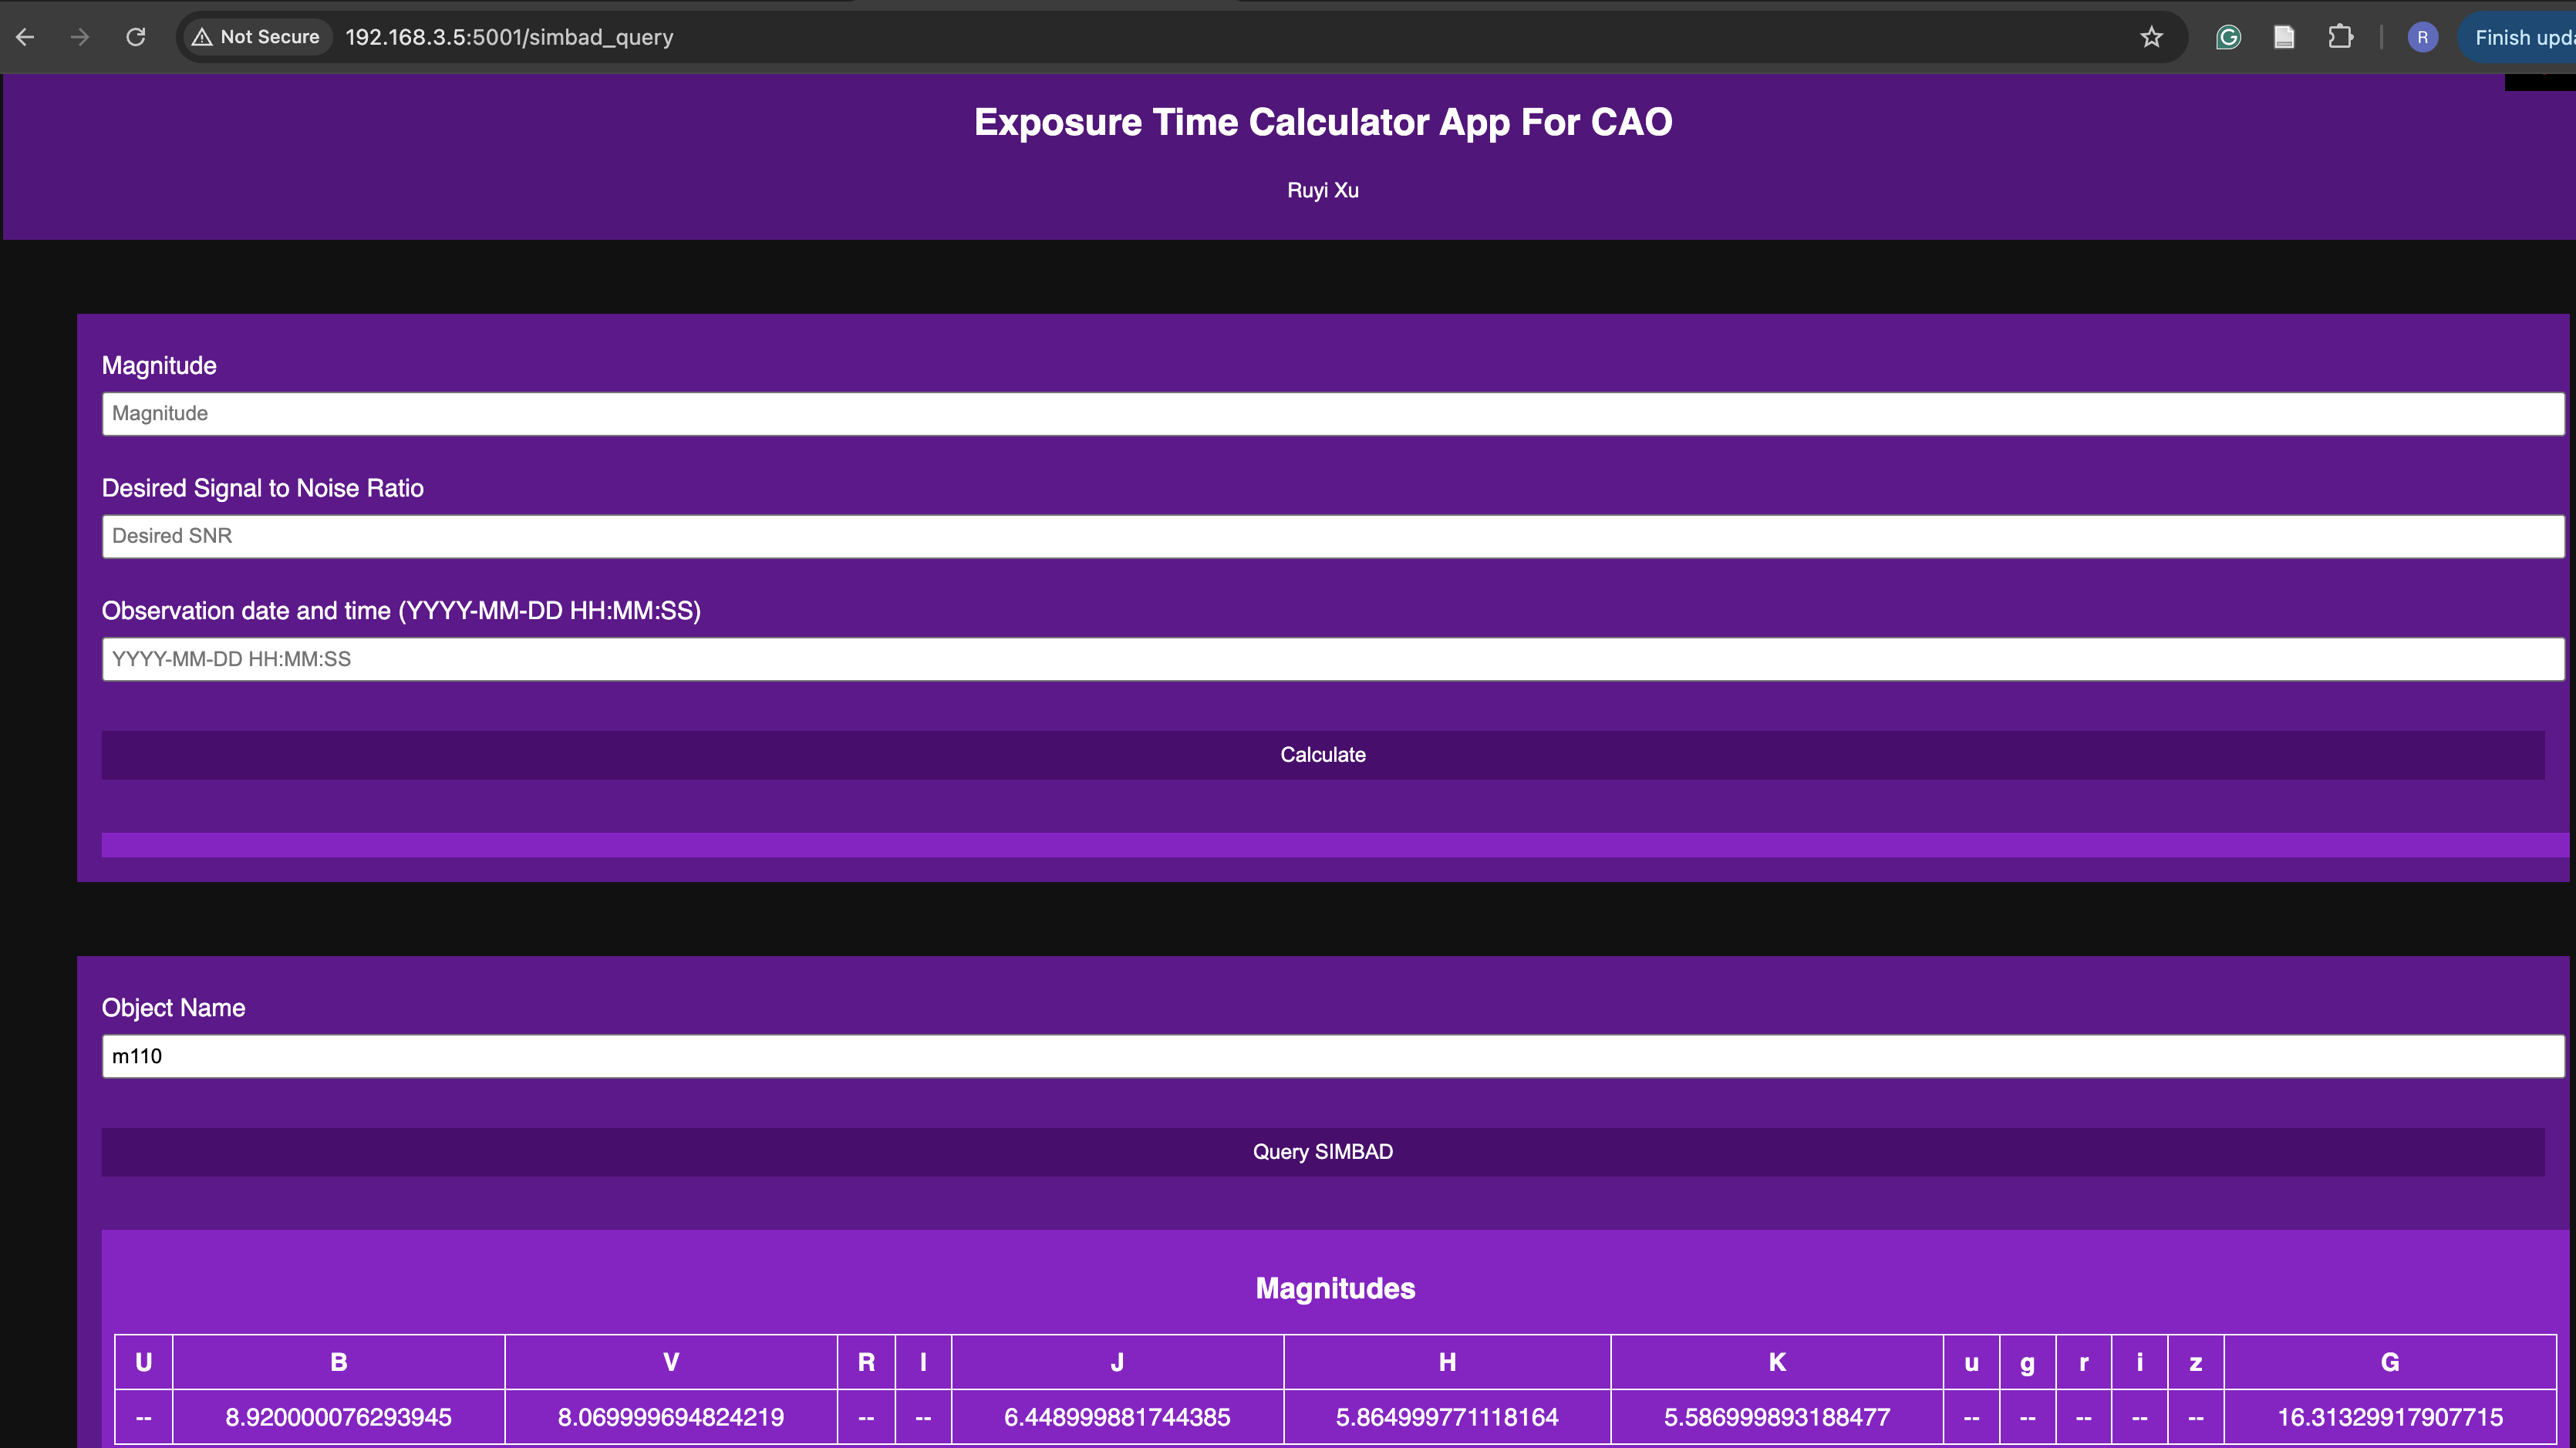 Not Secure 192.168.3.5:5001/simbad_query R
Exposure Time Calculator App For CAO
Ruyi Xu
Magnitude
Magnitude
Desired Signal to Noise Ratio
Desired SNR
Observation date and time (YYYY-MM-DD HH:MM:SS)
YYYY-MM-DD HH:MM:SS
Calculate
Object Name
m110
Query SIMBAD
Magnitudes
U B V R I J H K u g r i z G
-- 8.920000076293945 8.069999694824219 -- -- 6.448999881744385 5.864999771118164 5.586999893188477 -- -- -- -- -- 16.31329917907715